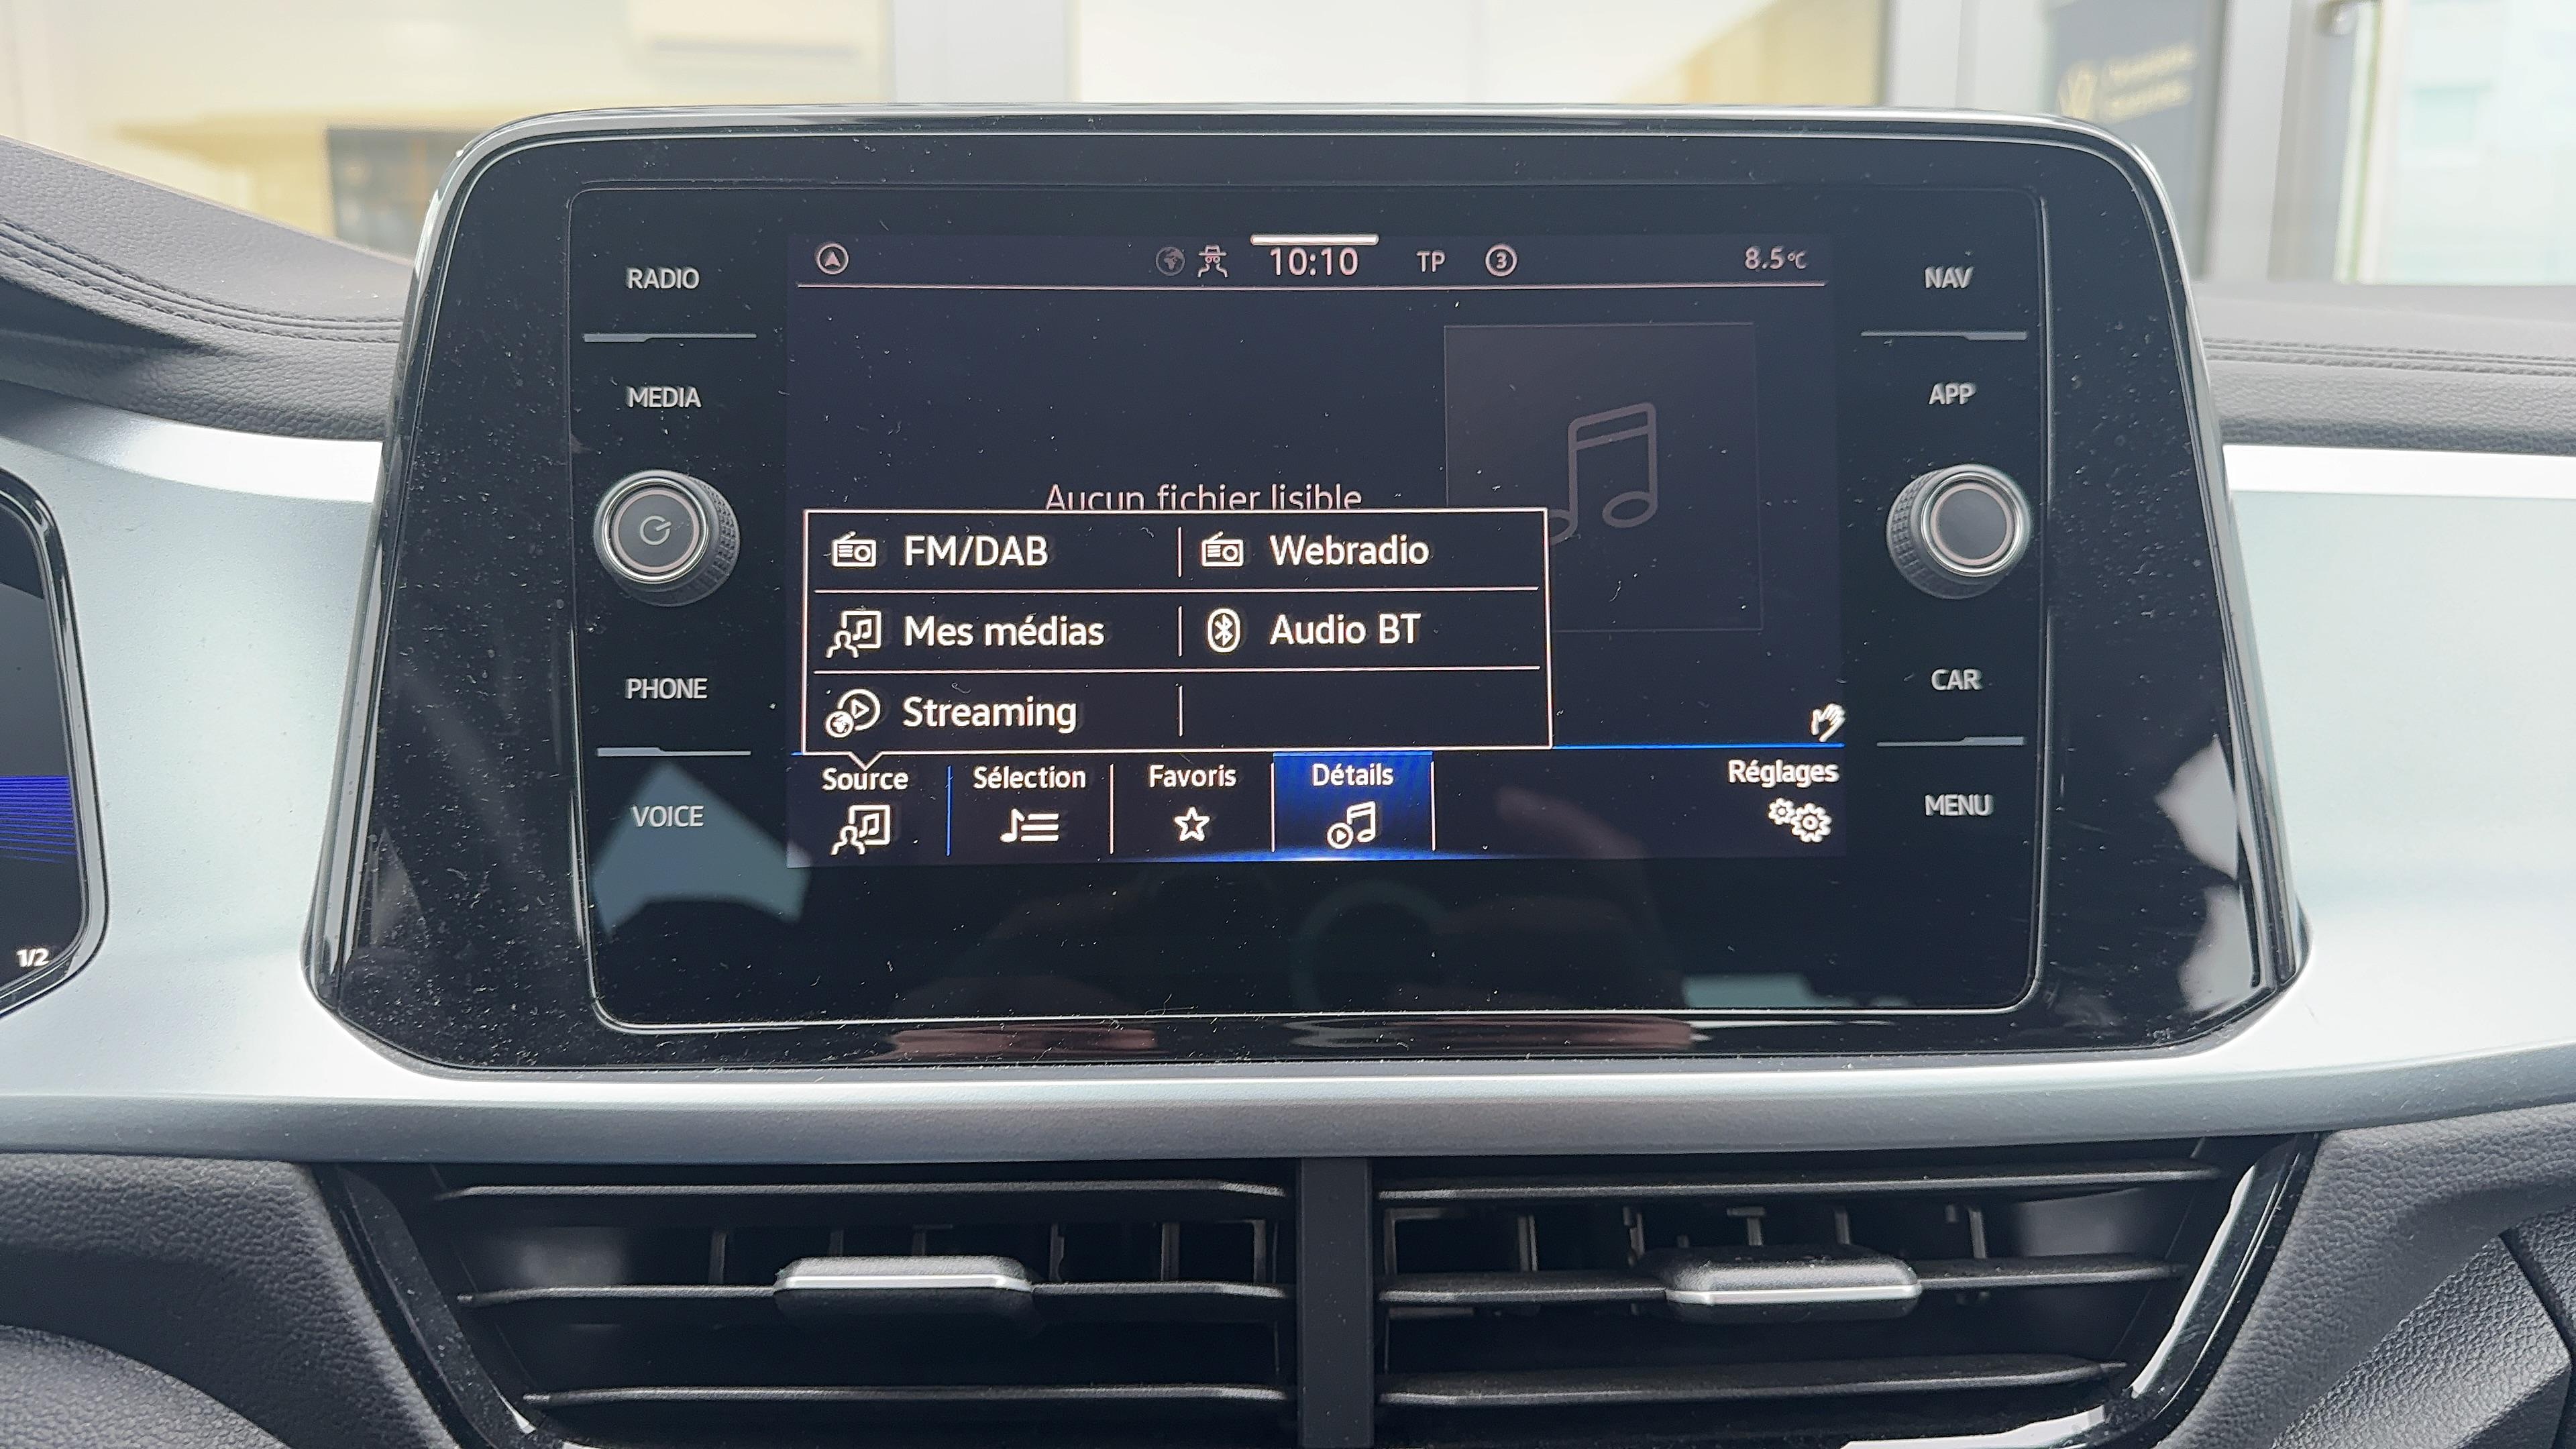 RADIO
MEDIA
PHONE
VOICE
10:10 TP 3 8.5°C
Aucun fichier lisible
FM/DAB Webradio
Mes médias Audio BT
Streaming
Source Sélection Favoris Détails Réglages
NAV
APP
CAR
MENU
1/2